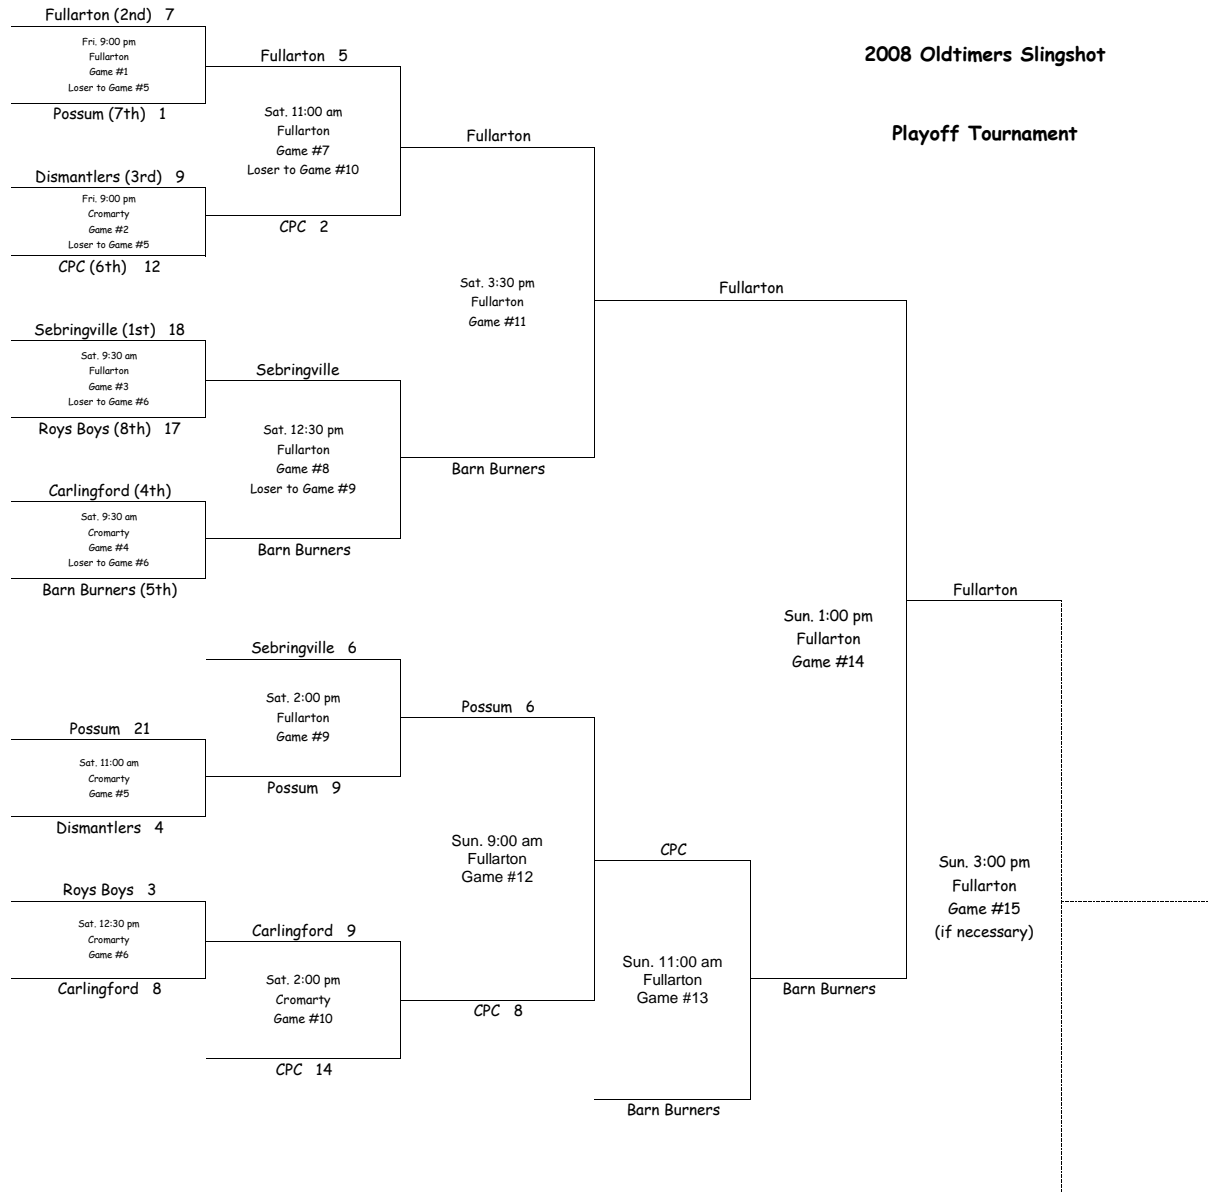 2008 Oldtimers Slingshot
Playoff Tournament
Fullarton (2nd) 7
Fri. 9:00 pm
Fullarton
Game #1
Loser to Game #5
Possum (7th) 1
Dismantlers (3rd) 9
Fri. 9:00 pm
Cromarty
Game #2
Loser to Game #5
CPC (6th) 12
Sebringville (1st) 18
Sat. 9:30 am
Fullarton
Game #3
Loser to Game #6
Roys Boys (8th) 17
Carlingford (4th)
Sat. 9:30 am
Cromarty
Game #4
Loser to Game #6
Barn Burners (5th)
Possum 21
Sat. 11:00 am
Cromarty
Game #5
Dismantlers 4
Roys Boys 3
Sat. 12:30 pm
Cromarty
Game #6
Carlingford 8
Fullarton 5
Sat. 11:00 am
Fullarton
Game #7
Loser to Game #10
CPC 2
Sebringville
Sat. 12:30 pm
Fullarton
Game #8
Loser to Game #9
Barn Burners
Sebringville 6
Sat. 2:00 pm
Fullarton
Game #9
Possum 9
Carlingford 9
Sat. 2:00 pm
Cromarty
Game #10
CPC 14
Fullarton
Sat. 3:30 pm
Fullarton
Game #11
Barn Burners
Possum 6
Sun. 9:00 am
Fullarton
Game #12
CPC 8
CPC
Sun. 11:00 am
Fullarton
Game #13
Barn Burners
Fullarton
Sun. 1:00 pm
Fullarton
Game #14
Barn Burners
Fullarton
Sun. 3:00 pm
Fullarton
Game #15
(if necessary)